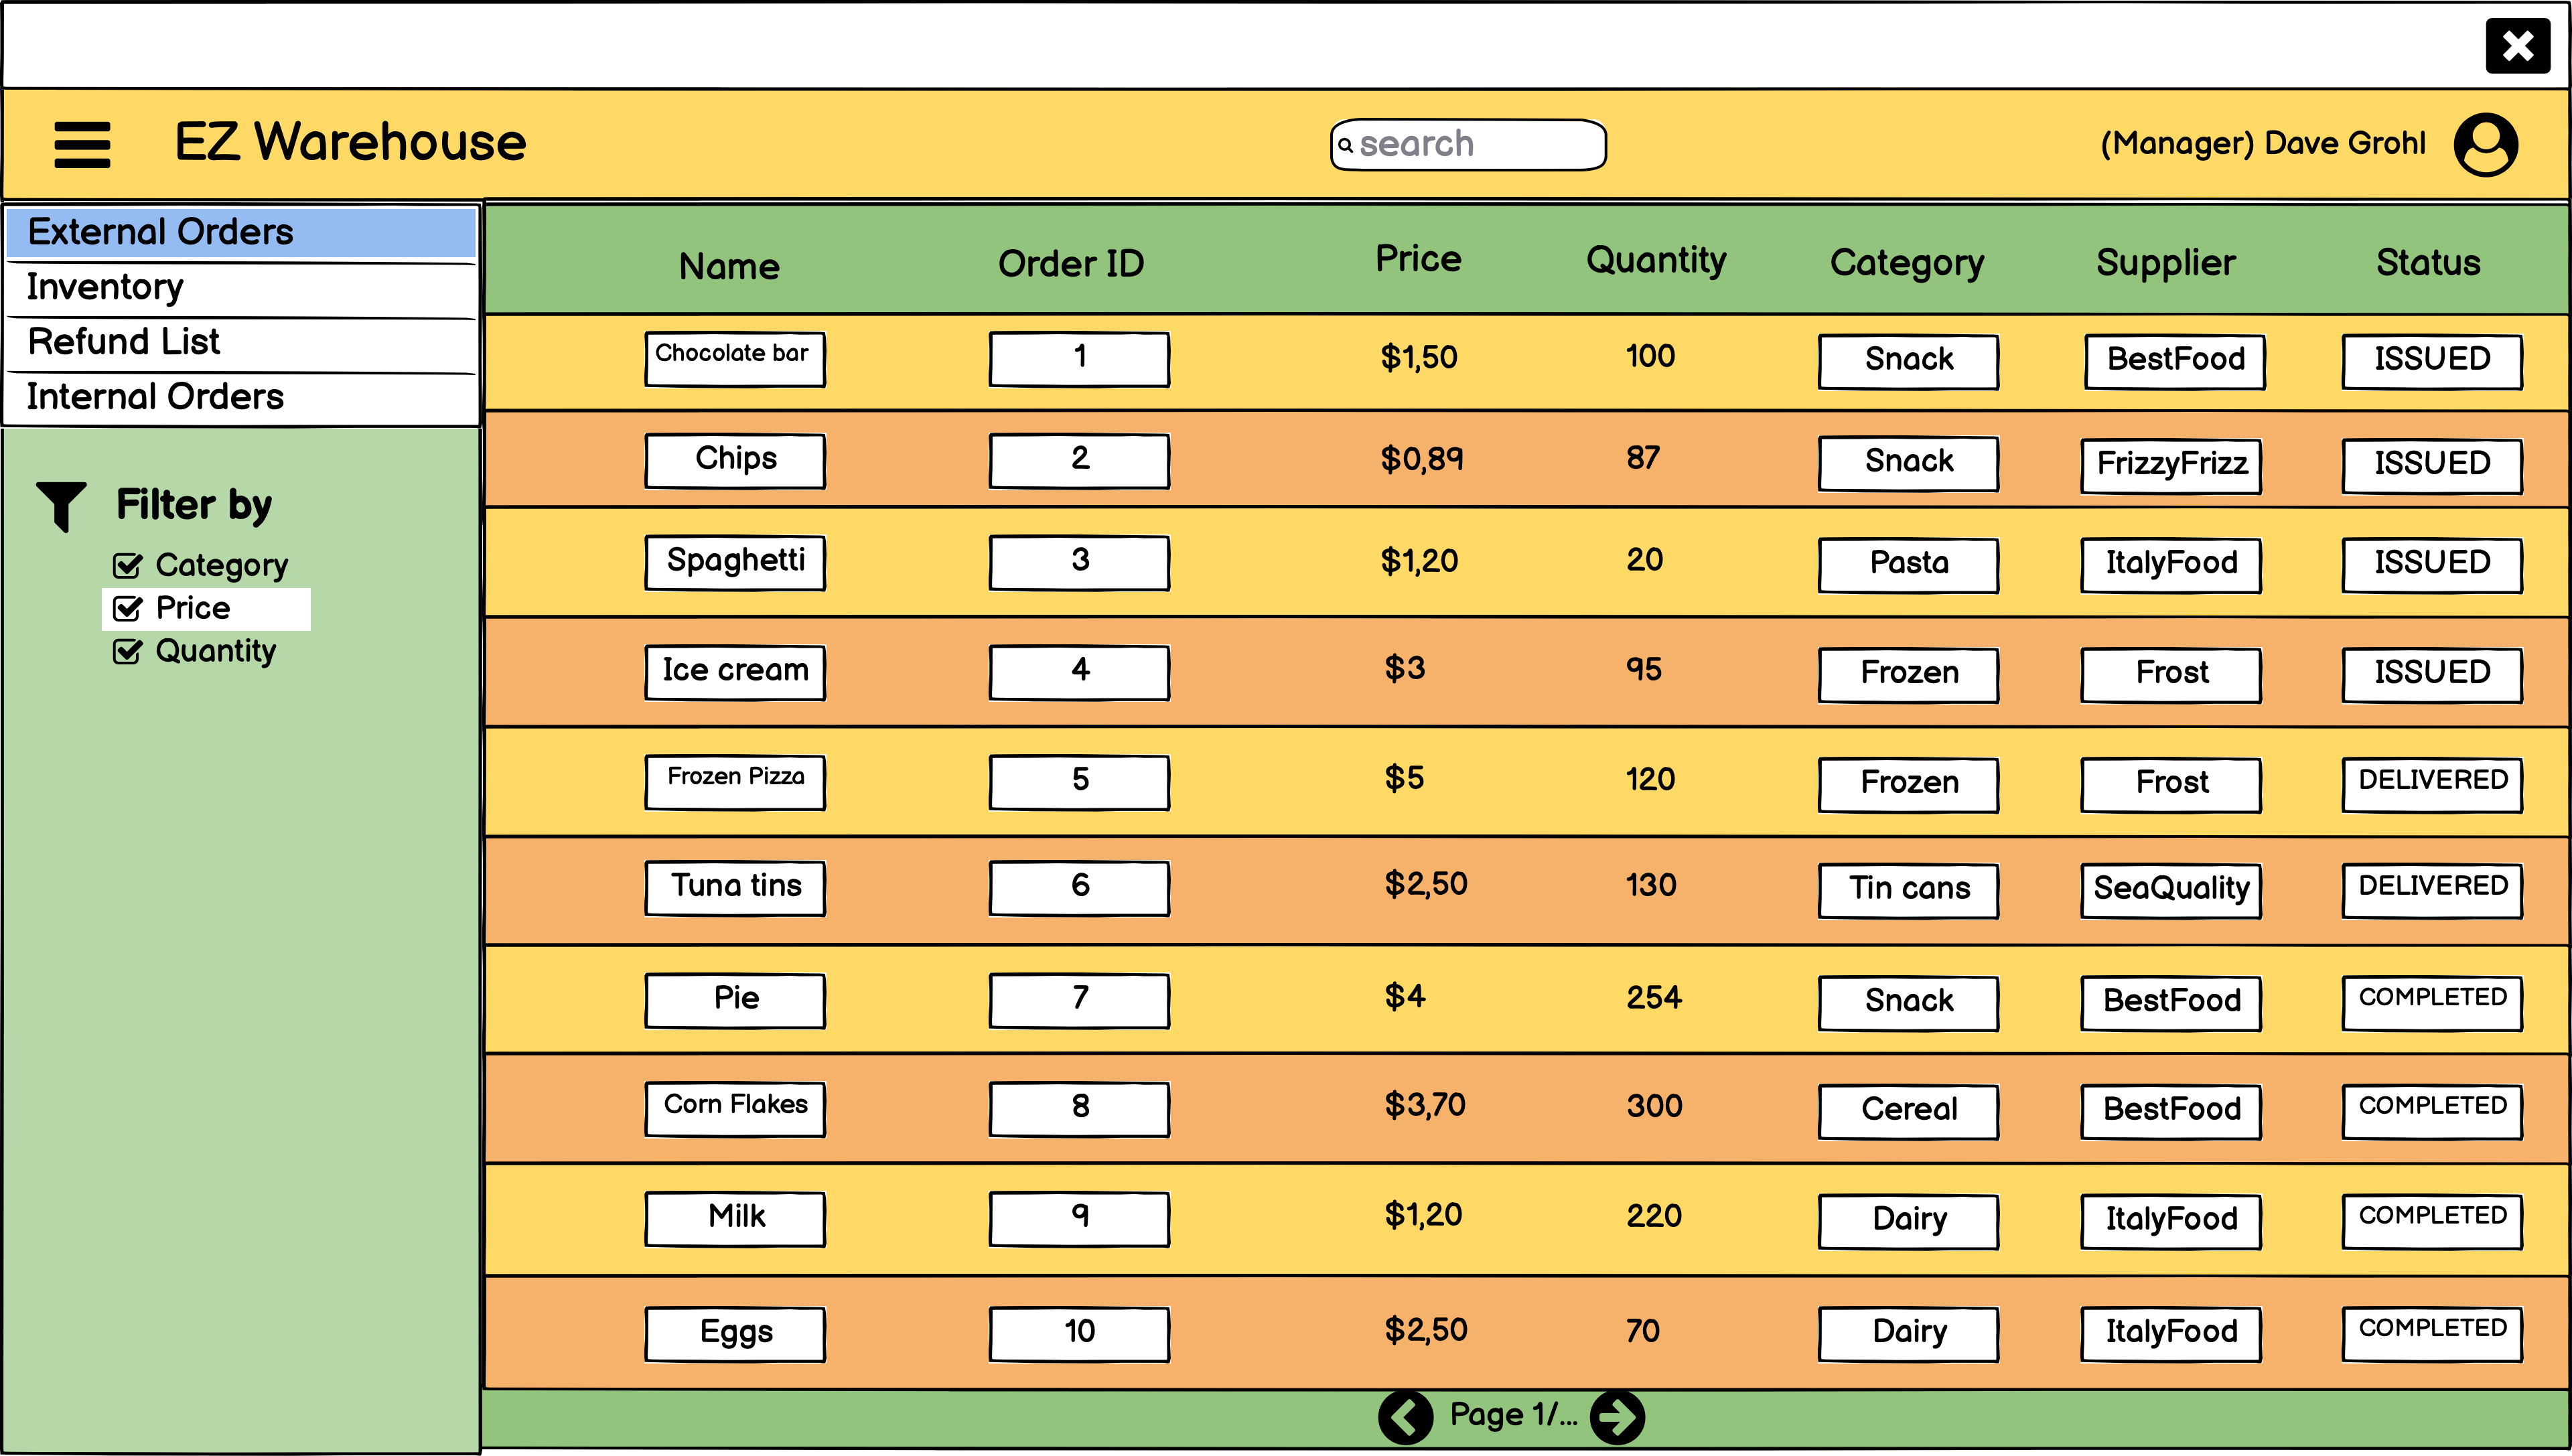 EZ Warehouse
search
(Manager) Dave Grohl
External Orders
Inventory
Refund List
Internal Orders
Filter by
Category
Price
Quantity
Name Order ID Price Quantity Category Supplier Status
Chocolate bar 1 $1,50 100 Snack BestFood ISSUED
Chips 2 $0,89 87 Snack FrizzyFrizz ISSUED
Spaghetti 3 $1,20 20 Pasta ItalyFood ISSUED
Ice cream 4 $3 95 Frozen Frost ISSUED
Frozen Pizza 5 $5 120 Frozen Frost DELIVERED
Tuna tins 6 $2,50 130 Tin cans SeaQuality DELIVERED
Pie 7 $4 254 Snack BestFood COMPLETED
Corn Flakes 8 $3,70 300 Cereal BestFood COMPLETED
Milk 9 $1,20 220 Dairy ItalyFood COMPLETED
Eggs 10 $2,50 70 Dairy ItalyFood COMPLETED
Page 1/...